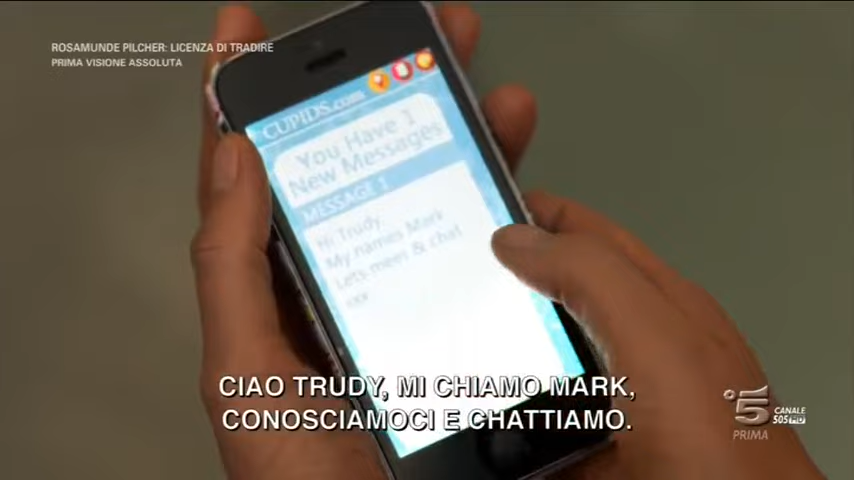 ROSAMUNDE PILCHER: LICENZA DI TRADIRE
PRIMA VISIONE ASSOLUTA
CUPIDS.com
You Have 1
New Messages
MESSAGE 1
Hi Trudy
My names Mark
Lets meet & chat
xxx
CIAO TRUDY, MI CHIAMO MARK,
CONOSCIAMOCI E CHATTIAMO.
5
CANALE
505 HD
PRIMA